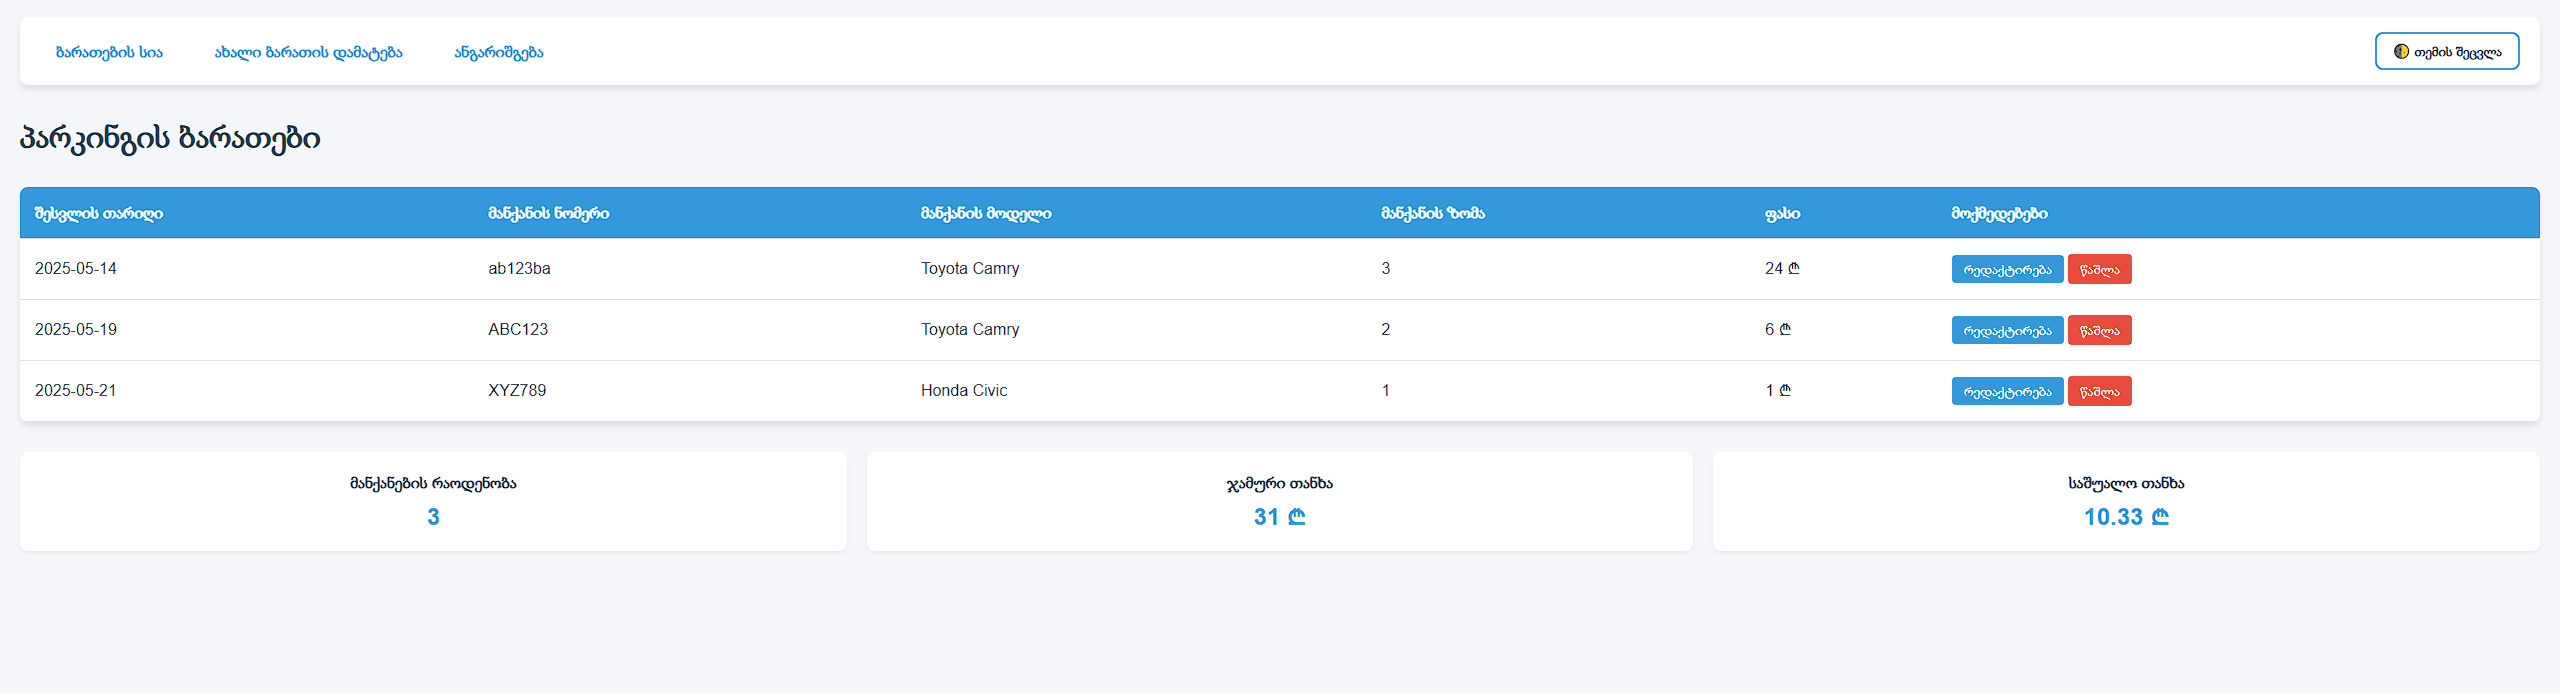 ბარათების სია ახალი ბარათის დამატება ანგარიშგება 🌓 თემის შეცვლა
პარკინგის ბარათები
შესვლის თარიღი მანქანის ნომერი მანქანის მოდელი მანქანის ზომა ფასი მოქმედებები
2025-05-14 ab123ba Toyota Camry 3 24 ₾ რედაქტირება წაშლა
2025-05-19 ABC123 Toyota Camry 2 6 ₾ რედაქტირება წაშლა
2025-05-21 XYZ789 Honda Civic 1 1 ₾ რედაქტირება წაშლა
მანქანების რაოდენობა
3
ჯამური თანხა
31 ₾
საშუალო თანხა
10.33 ₾